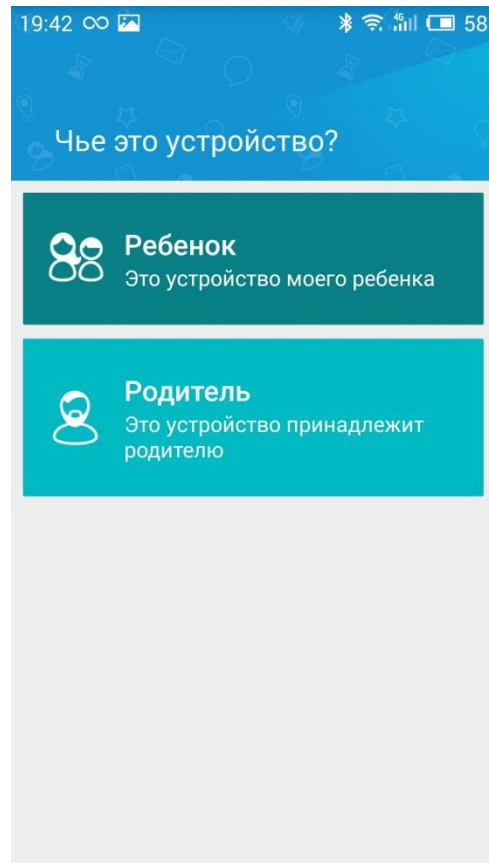 19:42 58
Чье это устройство?
Ребенок
Это устройство моего ребенка
Родитель
Это устройство принадлежит
родителю